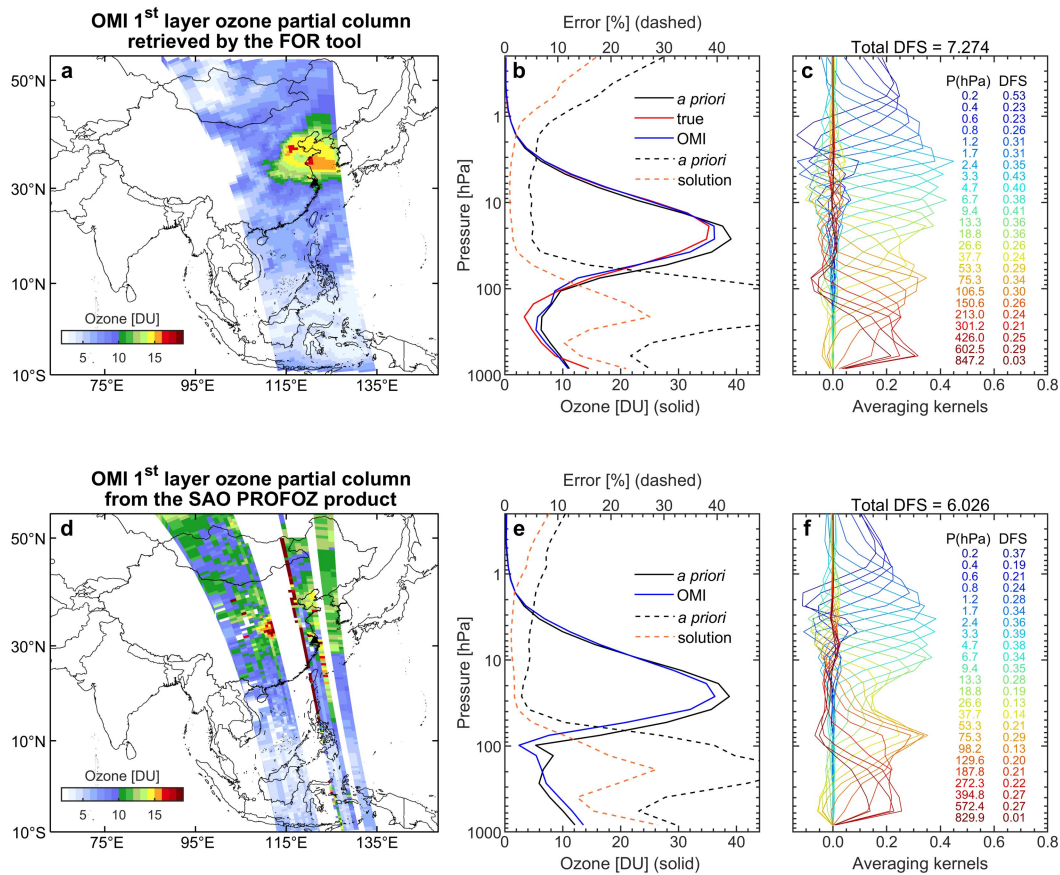 OMI 1st layer ozone partial column
retrieved by the FOR tool
a
50°N
30°N
10°N
10°S
75°E 95°E 115°E 135°E
Ozone [DU]
5 10 15
Error [%] (dashed)
0 10 20 30 40
b
a priori
true
OMI
a priori
solution
Pressure [hPa]
1
10
100
1000
0 10 20 30 40
Ozone [DU] (solid)
Total DFS = 7.274
c
P(hPa) DFS
0.2 0.53
0.4 0.23
0.6 0.23
0.8 0.26
1.2 0.31
1.7 0.31
2.4 0.35
3.3 0.43
4.7 0.40
6.7 0.38
9.4 0.41
13.3 0.36
18.8 0.36
26.6 0.26
37.7 0.24
53.3 0.29
75.3 0.34
106.5 0.30
150.6 0.26
213.0 0.24
301.2 0.21
426.0 0.25
602.5 0.29
847.2 0.03
0.0 0.2 0.4 0.6 0.8
Averaging kernels
OMI 1st layer ozone partial column
from the SAO PROFOZ product
d
50°N
30°N
10°N
10°S
75°E 95°E 115°E 135°E
Ozone [DU]
5 10 15
Error [%] (dashed)
0 10 20 30 40
e
a priori
OMI
a priori
solution
Pressure [hPa]
1
10
100
1000
0 10 20 30 40
Ozone [DU] (solid)
Total DFS = 6.026
f
P(hPa) DFS
0.2 0.37
0.4 0.19
0.6 0.21
0.8 0.24
1.2 0.28
1.7 0.34
2.4 0.36
3.3 0.39
4.7 0.38
6.7 0.34
9.4 0.35
13.3 0.28
18.8 0.19
26.6 0.13
37.7 0.14
53.3 0.21
75.3 0.29
98.2 0.13
129.6 0.20
187.8 0.21
272.3 0.22
394.8 0.27
572.4 0.27
829.9 0.01
0.0 0.2 0.4 0.6 0.8
Averaging kernels